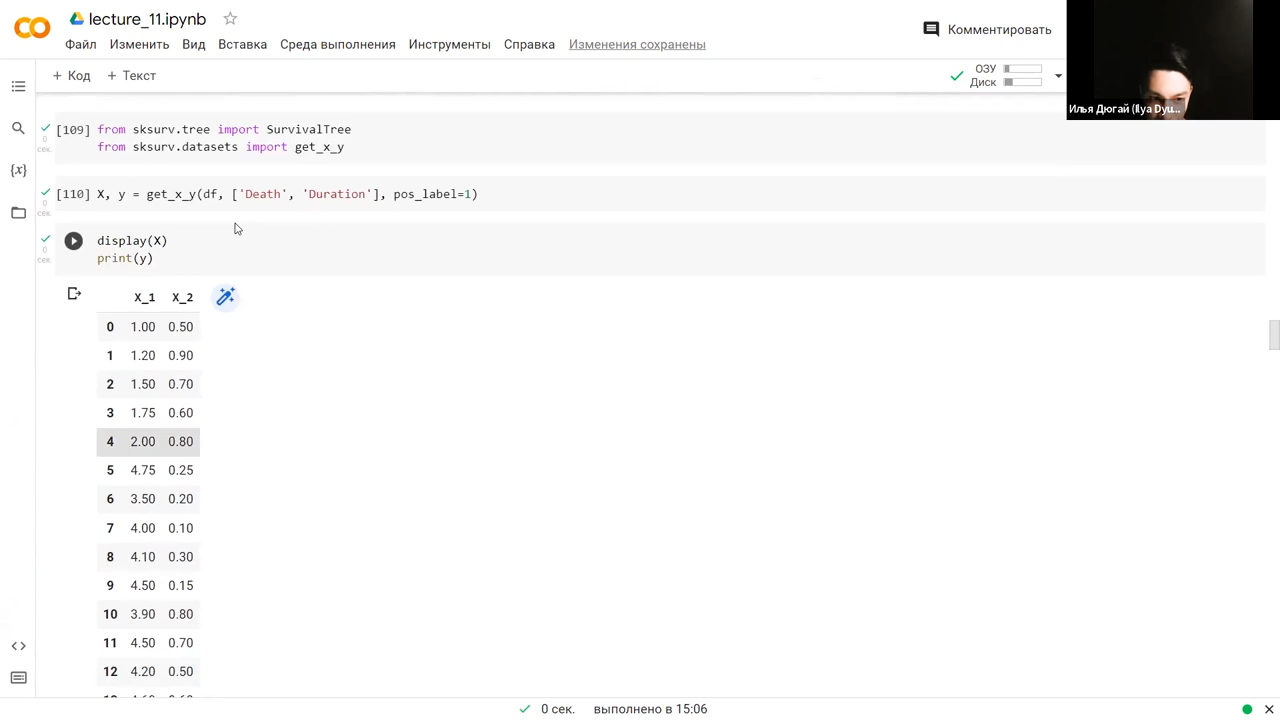 lecture_11.ipynb
Файл Изменить Вид Вставка Среда выполнения Инструменты Справка Изменения сохранены
Комментировать
+ Код + Текст
ОЗУ
Диск
Илья Дюгай (Ilya Dyu...
[109] from sksurv.tree import SurvivalTree
from sksurv.datasets import get_x_y
0
сек.
[110] X, y = get_x_y(df, ['Death', 'Duration'], pos_label=1)
0
сек.
display(X)
print(y)
0
сек.
X_1 X_2
0 1.00 0.50
1 1.20 0.90
2 1.50 0.70
3 1.75 0.60
4 2.00 0.80
5 4.75 0.25
6 3.50 0.20
7 4.00 0.10
8 4.10 0.30
9 4.50 0.15
10 3.90 0.80
11 4.50 0.70
12 4.20 0.50
0 сек. выполнено в 15:06